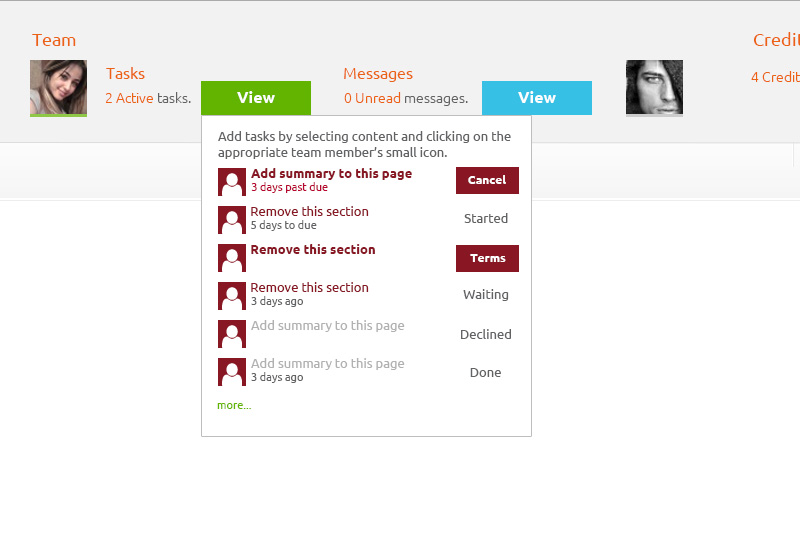 Team
Tasks
2 Active tasks.
View
Messages
0 Unread messages.
View
Credit
4 Credit
Add tasks by selecting content and clicking on the
appropriate team member's small icon.
Add summary to this page
3 days past due
Cancel
Remove this section
5 days to due
Started
Remove this section
Terms
Remove this section
3 days ago
Waiting
Add summary to this page
Declined
Add summary to this page
3 days ago
Done
more...